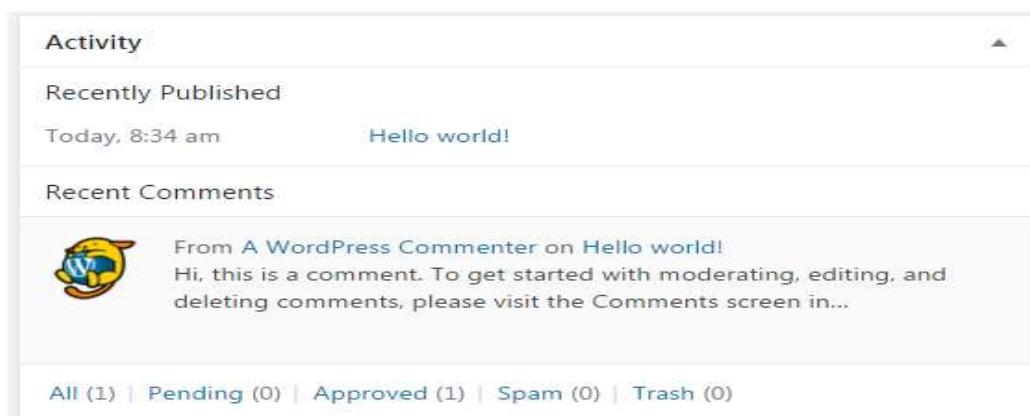 Activity
Recently Published
Today, 8:34 am Hello world!
Recent Comments
From A WordPress Commenter on Hello world!
Hi, this is a comment. To get started with moderating, editing, and
deleting comments, please visit the Comments screen in...
All (1) | Pending (0) | Approved (1) | Spam (0) | Trash (0)